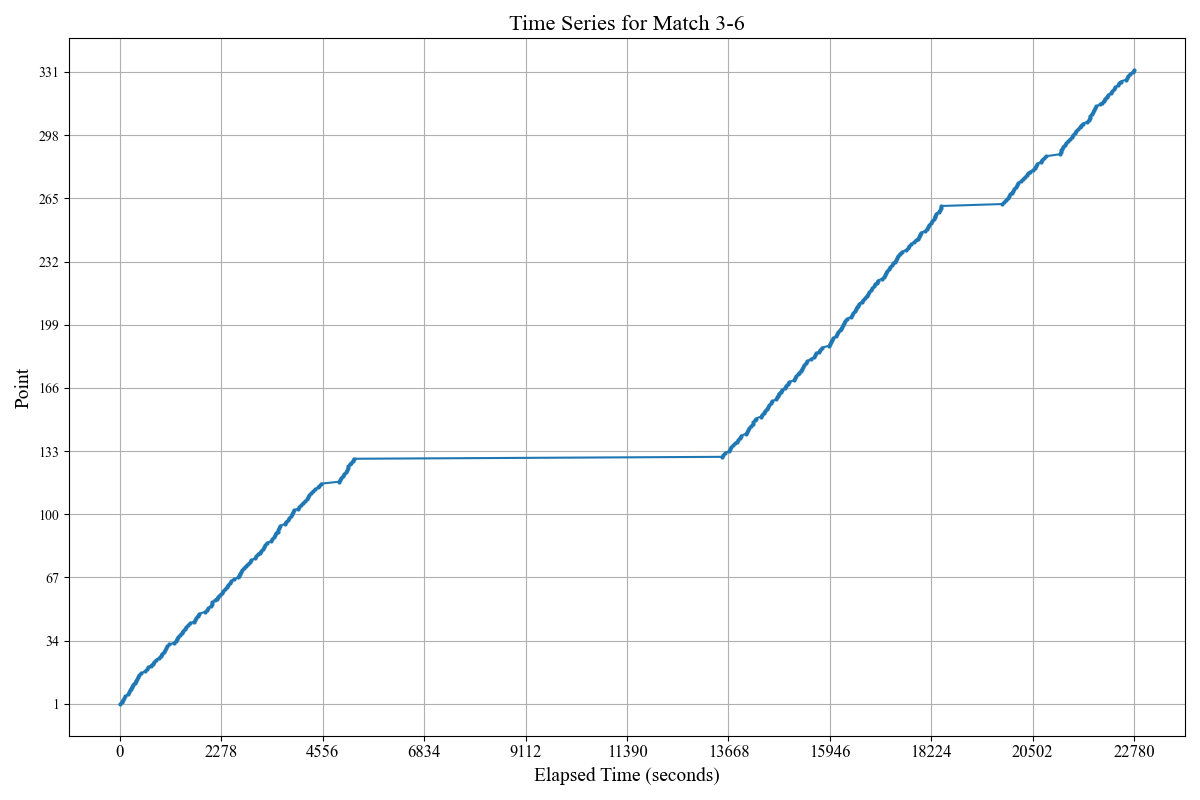 Time Series for Match 3-6
Point
331
298
265
232
199
166
133
100
67
34
1
0 2278 4556 6834 9112 11390 13668 15946 18224 20502 22780
Elapsed Time (seconds)